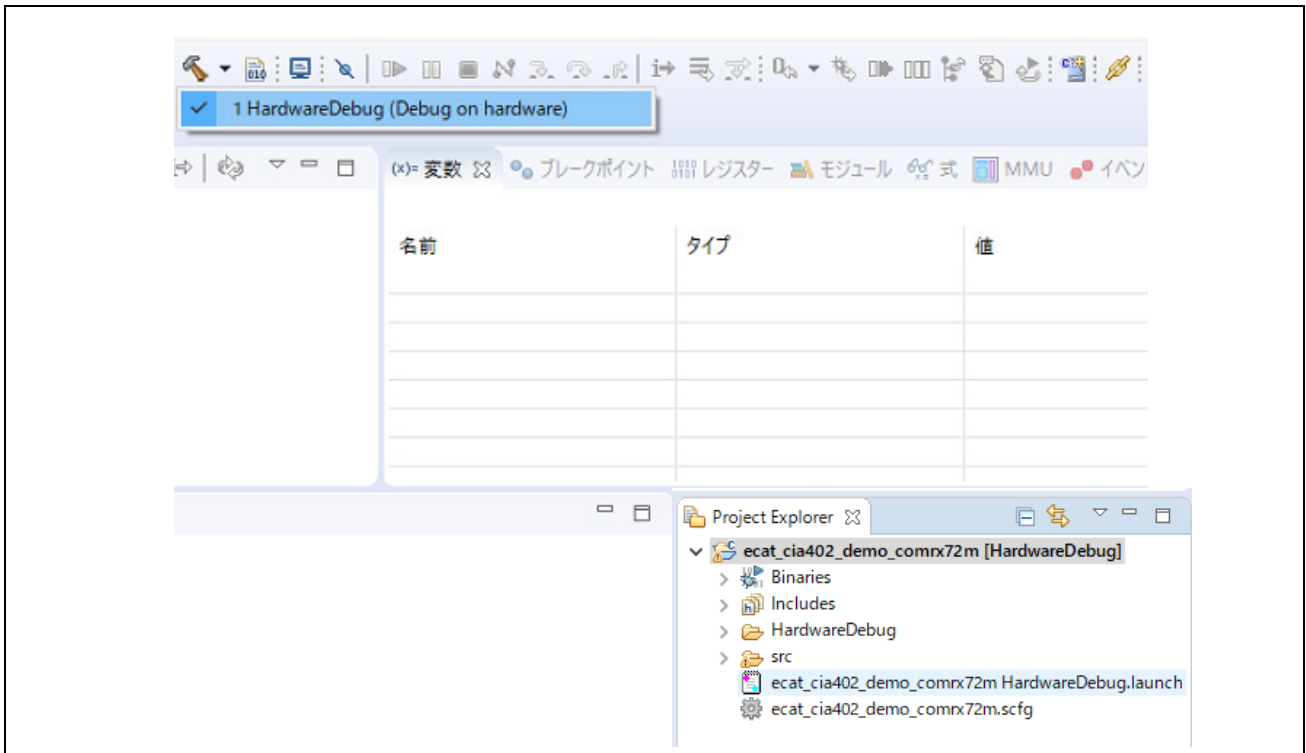 1 HardwareDebug (Debug on hardware)
(x)= 変数 ブレークポイント レジスター モジュール 式 MMU イベン
名前 タイプ 値
Project Explorer
ecat_cia402_demo_comrx72m [HardwareDebug]
Binaries
Includes
HardwareDebug
src
ecat_cia402_demo_comrx72m HardwareDebug.launch
ecat_cia402_demo_comrx72m.scfg